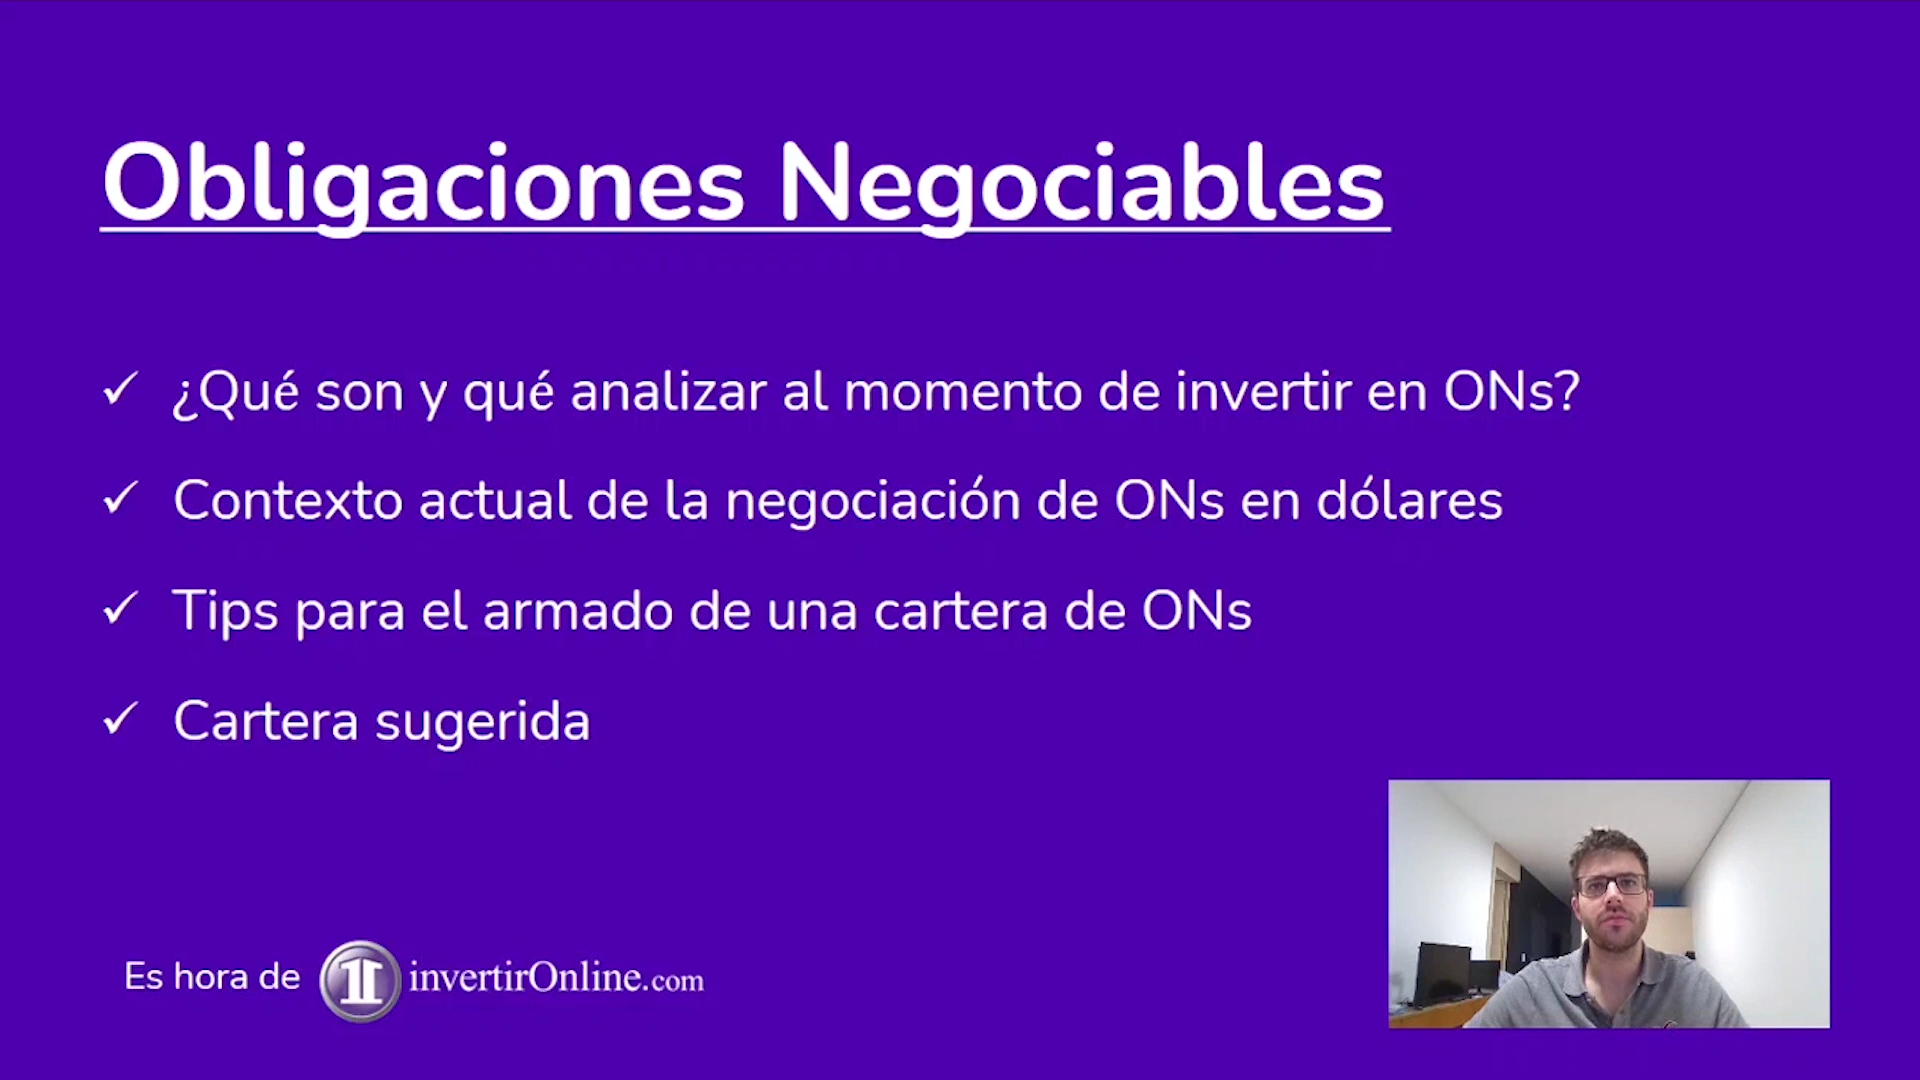 Obligaciones Negociables
¿Qué son y qué analizar al momento de invertir en ONs?
Contexto actual de la negociación de ONs en dólares
Tips para el armado de una cartera de ONs
Cartera sugerida
Es hora de invertirOnline.com